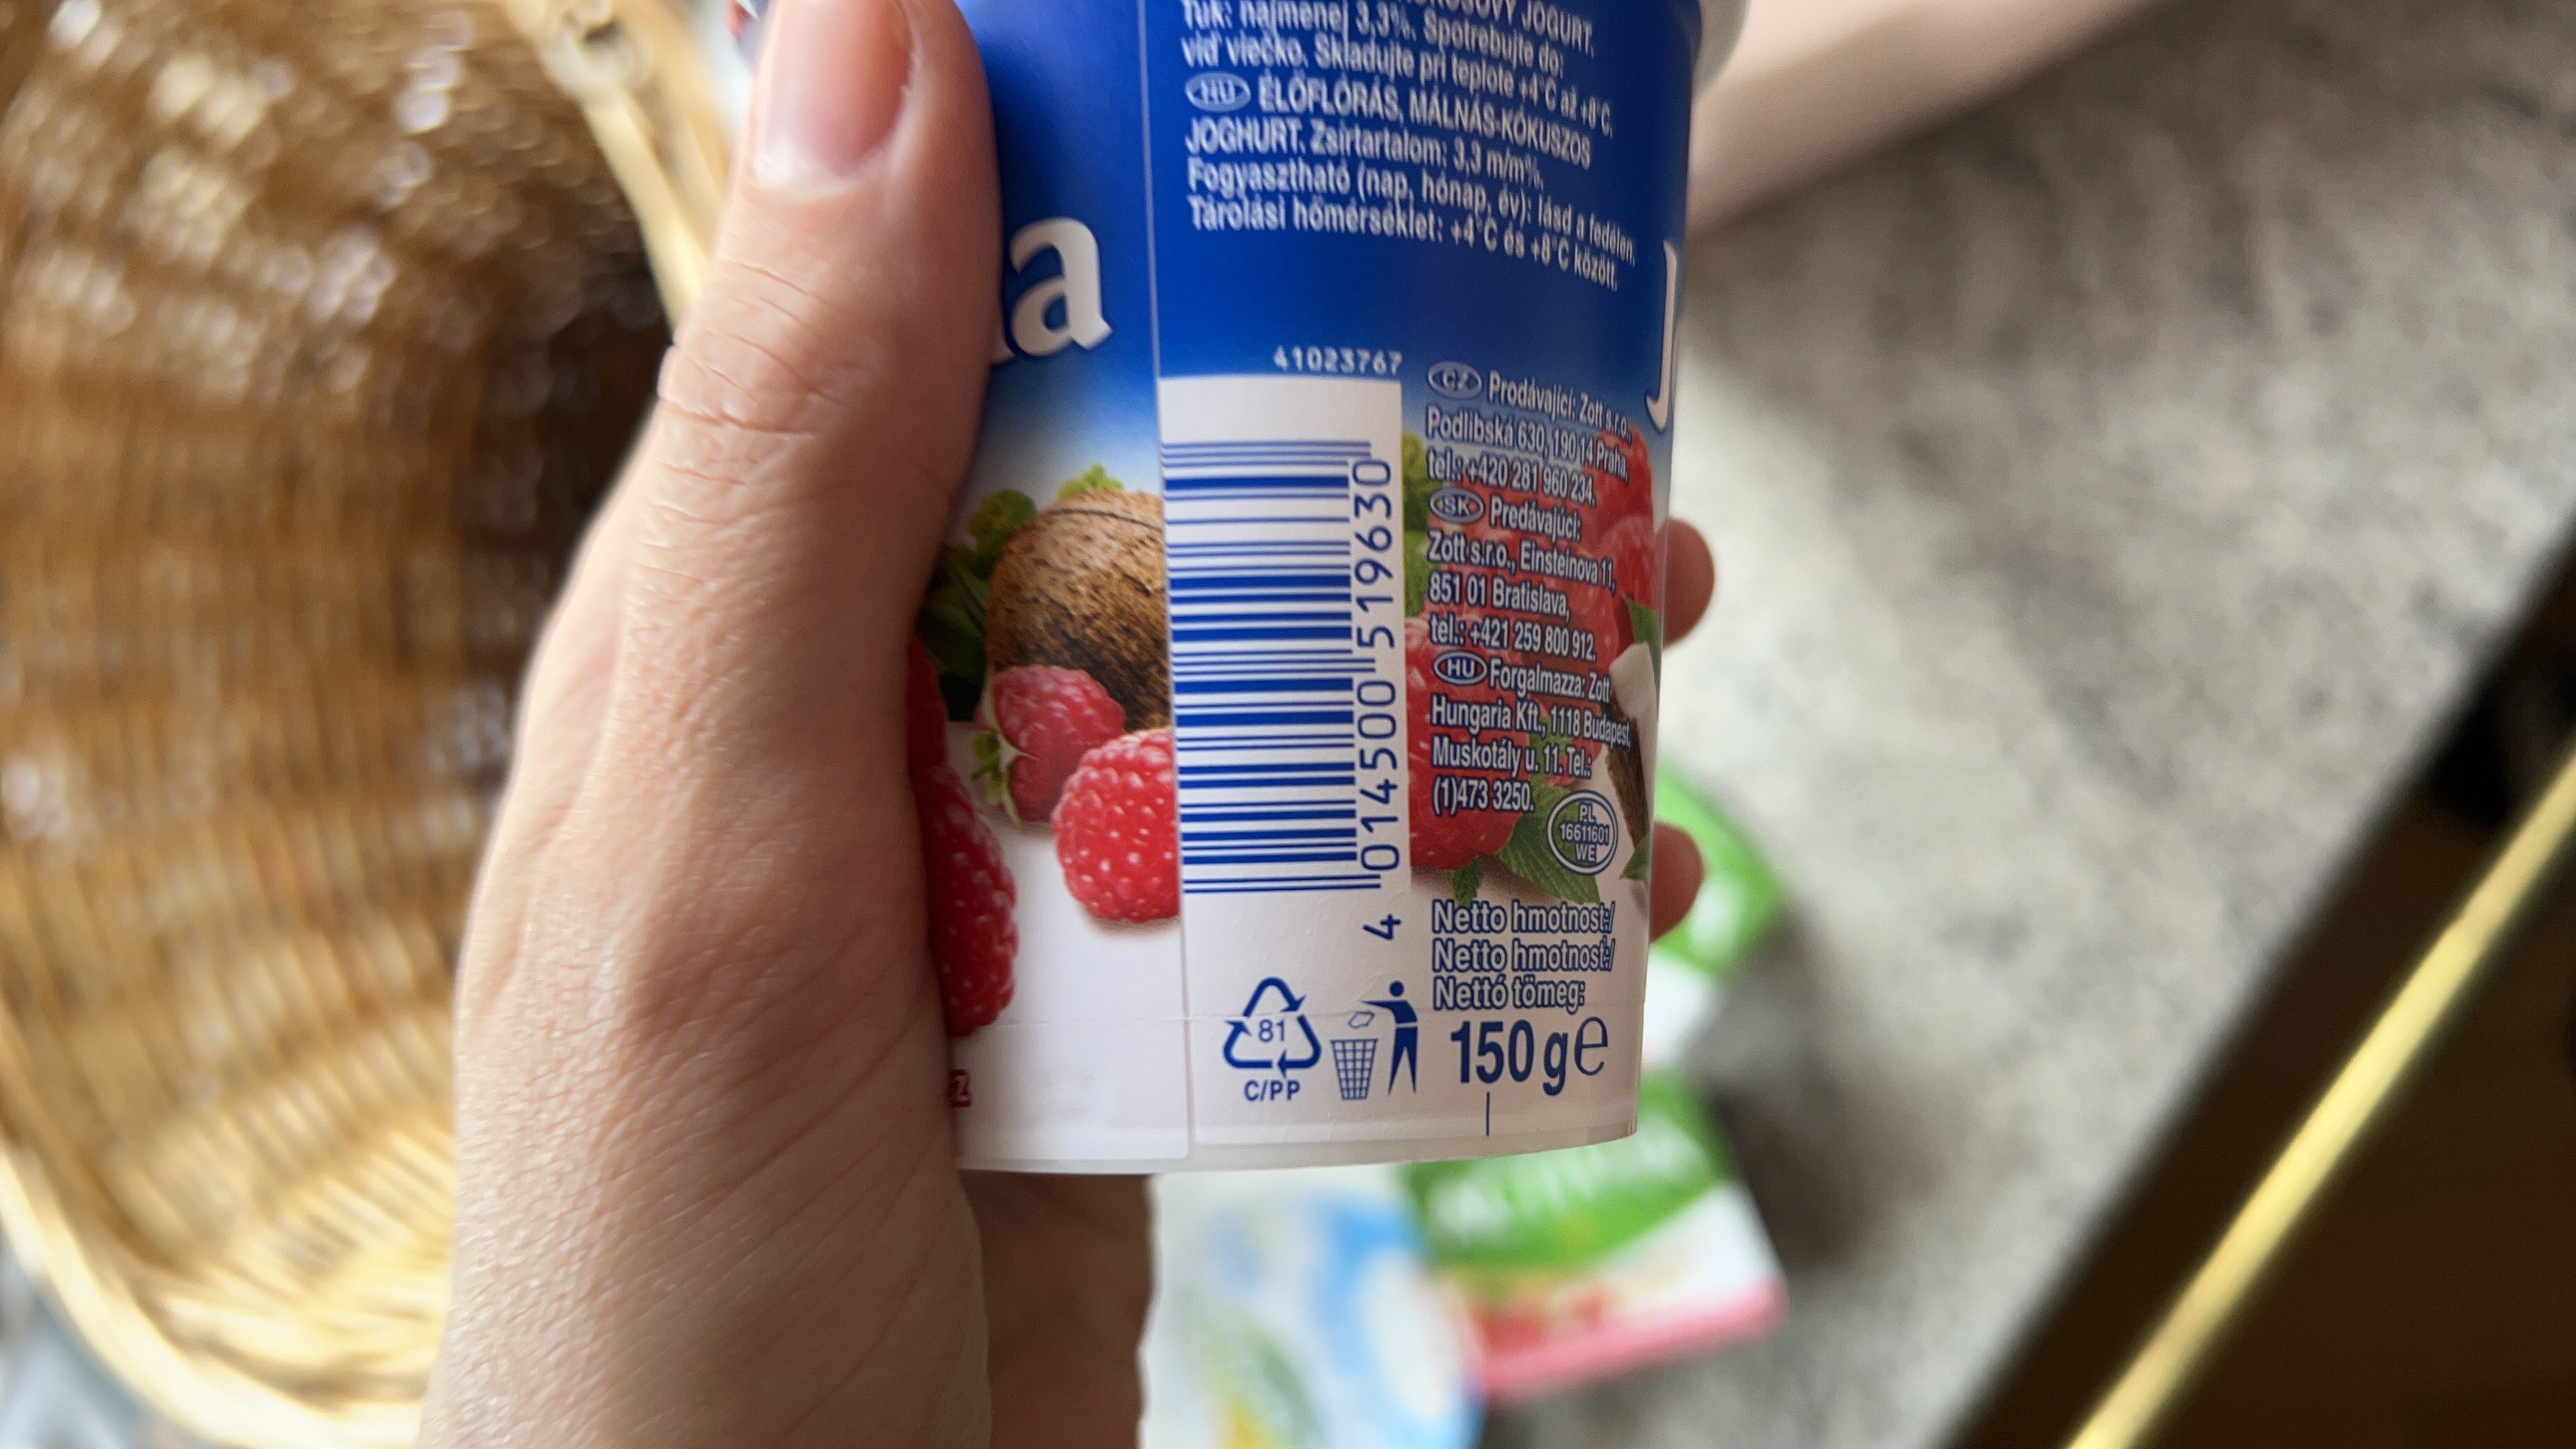 JOGURT.
Tuk: najmenej 3,3%. Spotrebujte do:
viď viečko. Skladujte pri teplote +4°C až +8°C.
HU ÉLŐFLÓRÁS, MÁLNÁS-KÓKUSZOS
JOGHURT. Zsírtartalom: 3,3 m/m%.
Fogyasztható (nap, hónap, év): lásd a fedélen.
Tárolási hőmérséklet: +4°C és +8°C között.
a
J
41023767
4 014500 519630
CZ Prodávající: Zott s.r.o.,
Podlibská 630, 190 14 Praha,
tel.: +420 281 960 234.
SK Predávajúci:
Zott s.r.o., Einsteinova 11,
851 01 Bratislava,
tel.: +421 259 800 912.
HU Forgalmazza: Zott
Hungaria Kft., 1118 Budapest,
Muskotály u. 11. Tel.:
(1)473 3250.
PL
16611601
WE
Netto hmotnost:/
Netto hmotnosť:/
Nettó tömeg:
150 g e
81
C/PP
Z